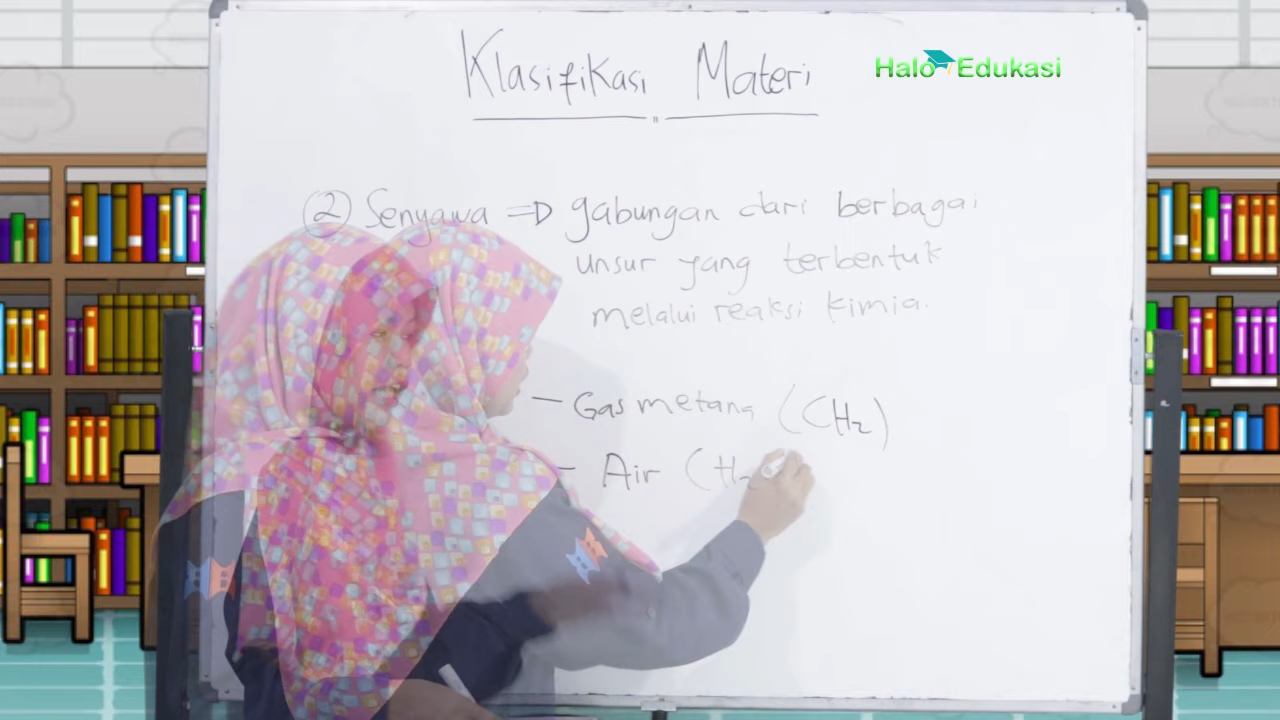 Klasifikasi Materi
Halo Edukasi
② Senyawa ⇒ gabungan dari berbagai
unsur yang terbentuk
melalui reaksi kimia.
- Gas metana (CH₂)
- Air (H₂